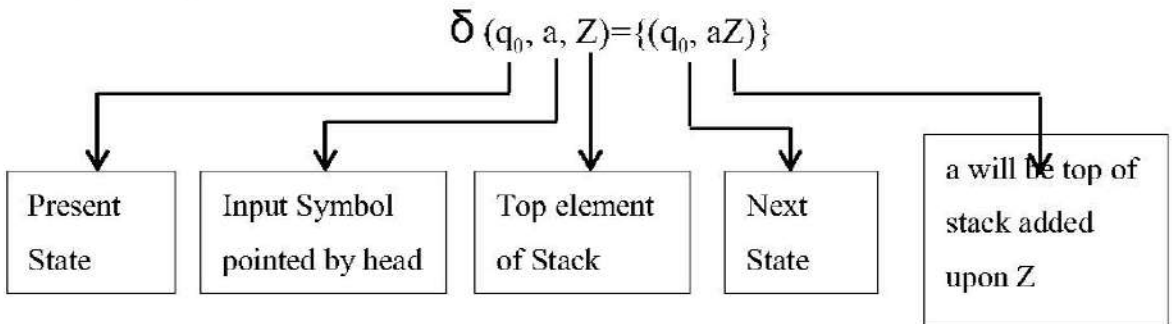 δ (q₀, a, Z)={(q₀, aZ)}
Present
State
Input Symbol
pointed by head
Top element
of Stack
Next
State
a will be top of
stack added
upon Z